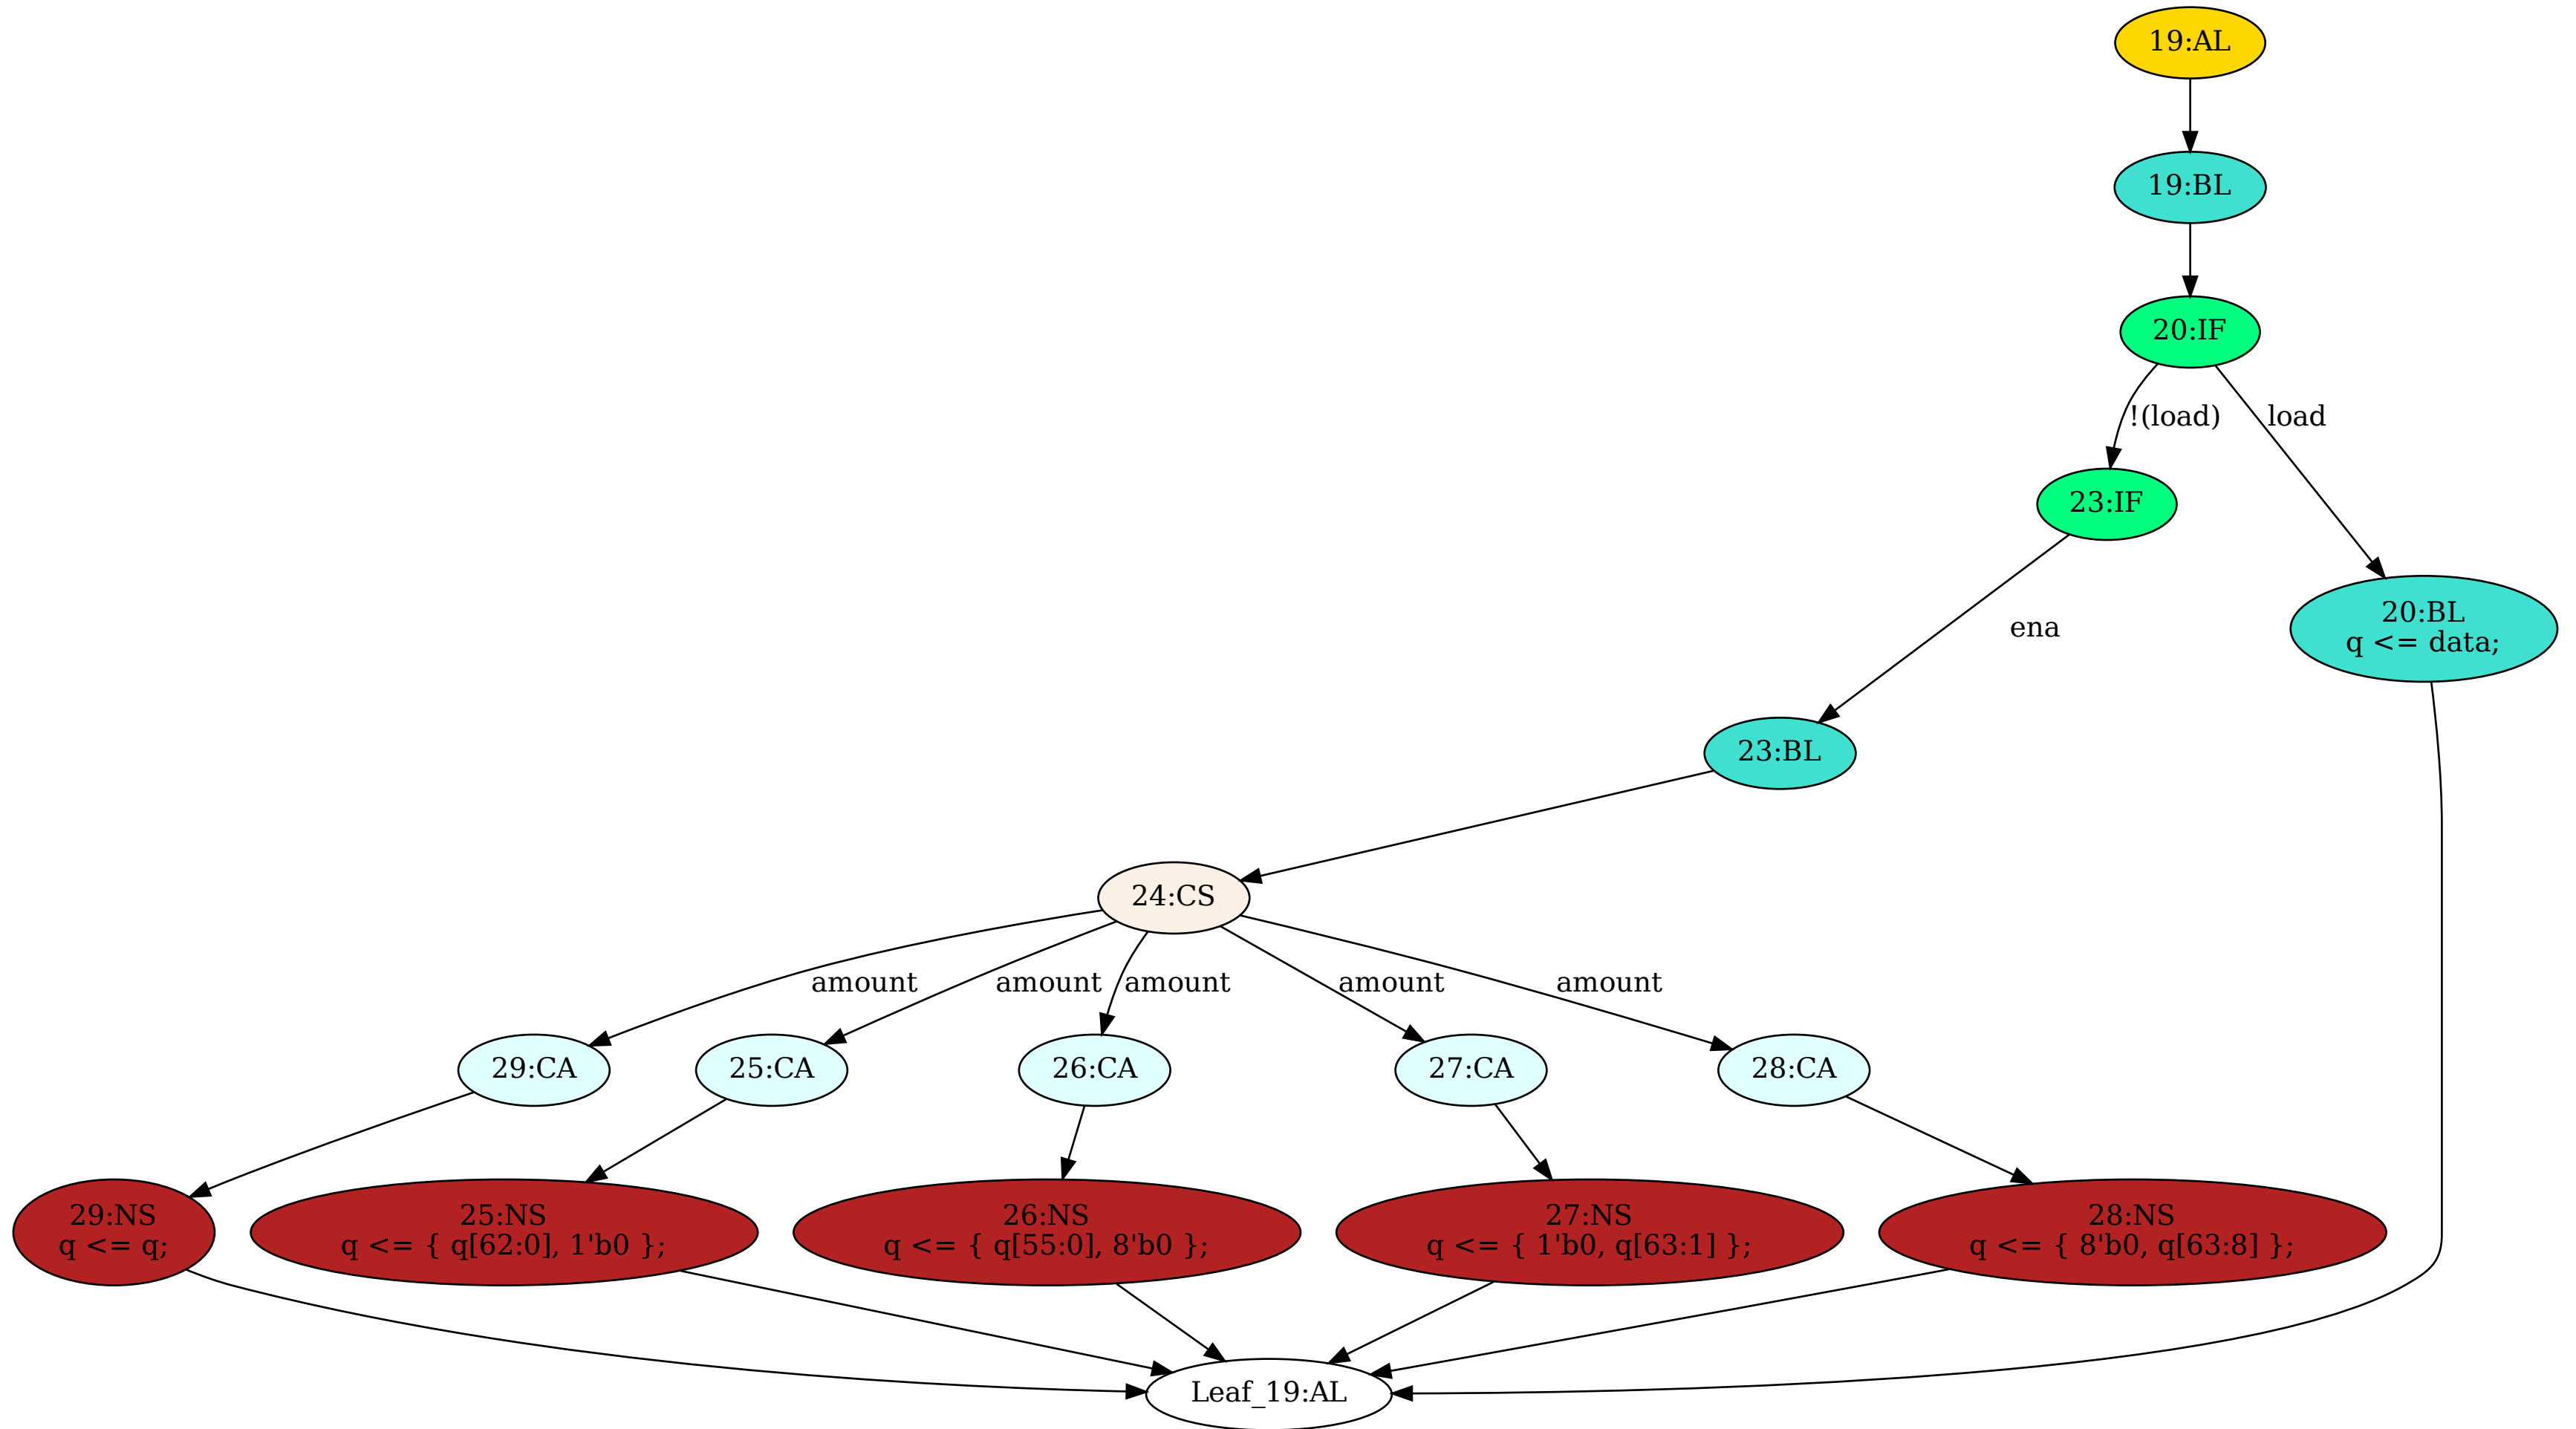 19:AL
19:BL
20:IF
!(load)
load
23:IF
20:BL
q <= data;
ena
23:BL
24:CS
amount
amount
amount
amount
amount
29:CA
25:CA
26:CA
27:CA
28:CA
29:NS
q <= q;
25:NS
q <= { q[62:0], 1'b0 };
26:NS
q <= { q[55:0], 8'b0 };
27:NS
q <= { 1'b0, q[63:1] };
28:NS
q <= { 8'b0, q[63:8] };
Leaf_19:AL